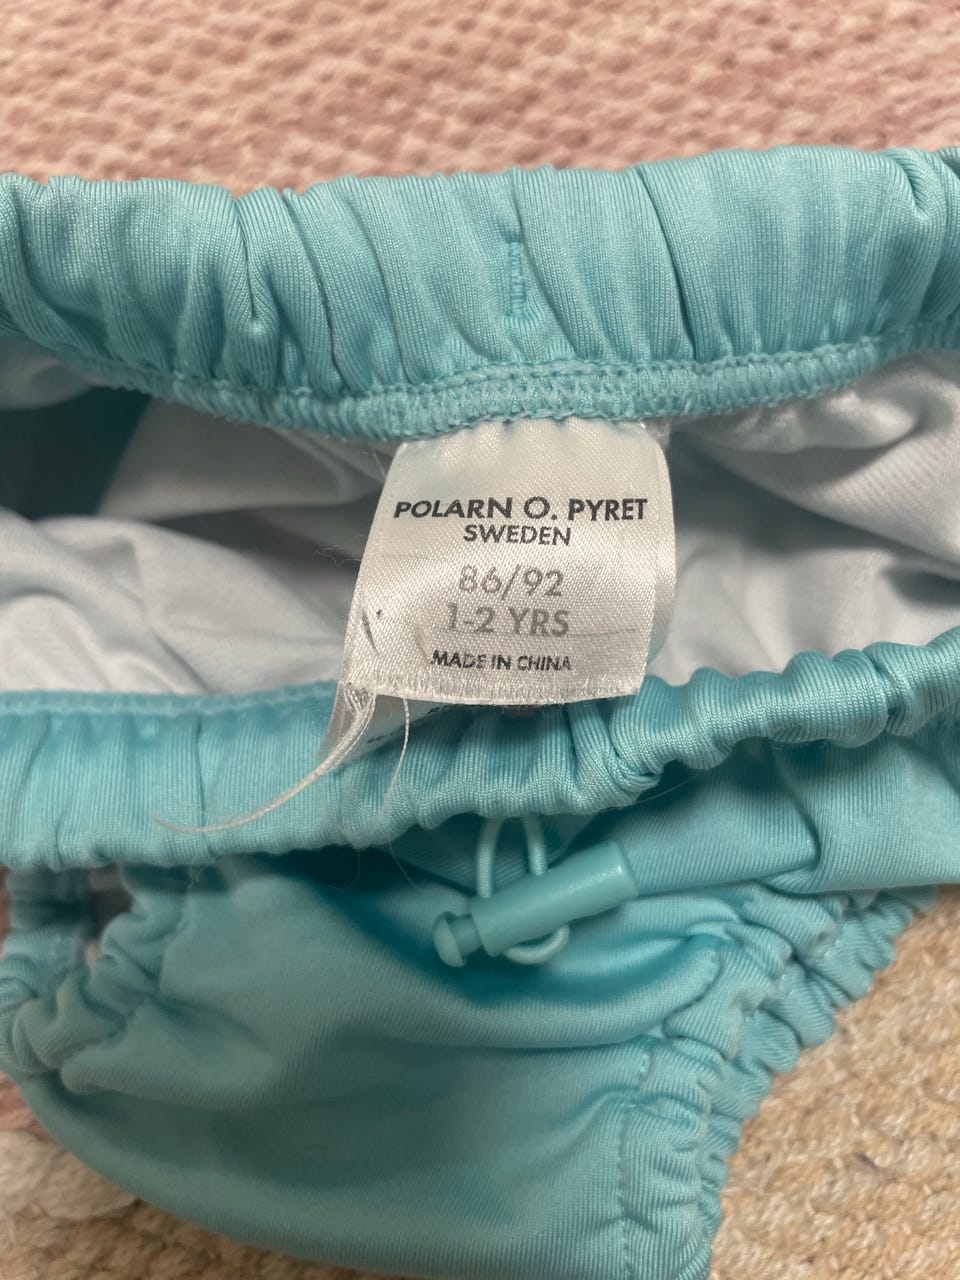 POLARN O. PYRET
SWEDEN
86/92
1-2 YRS
MADE IN CHINA